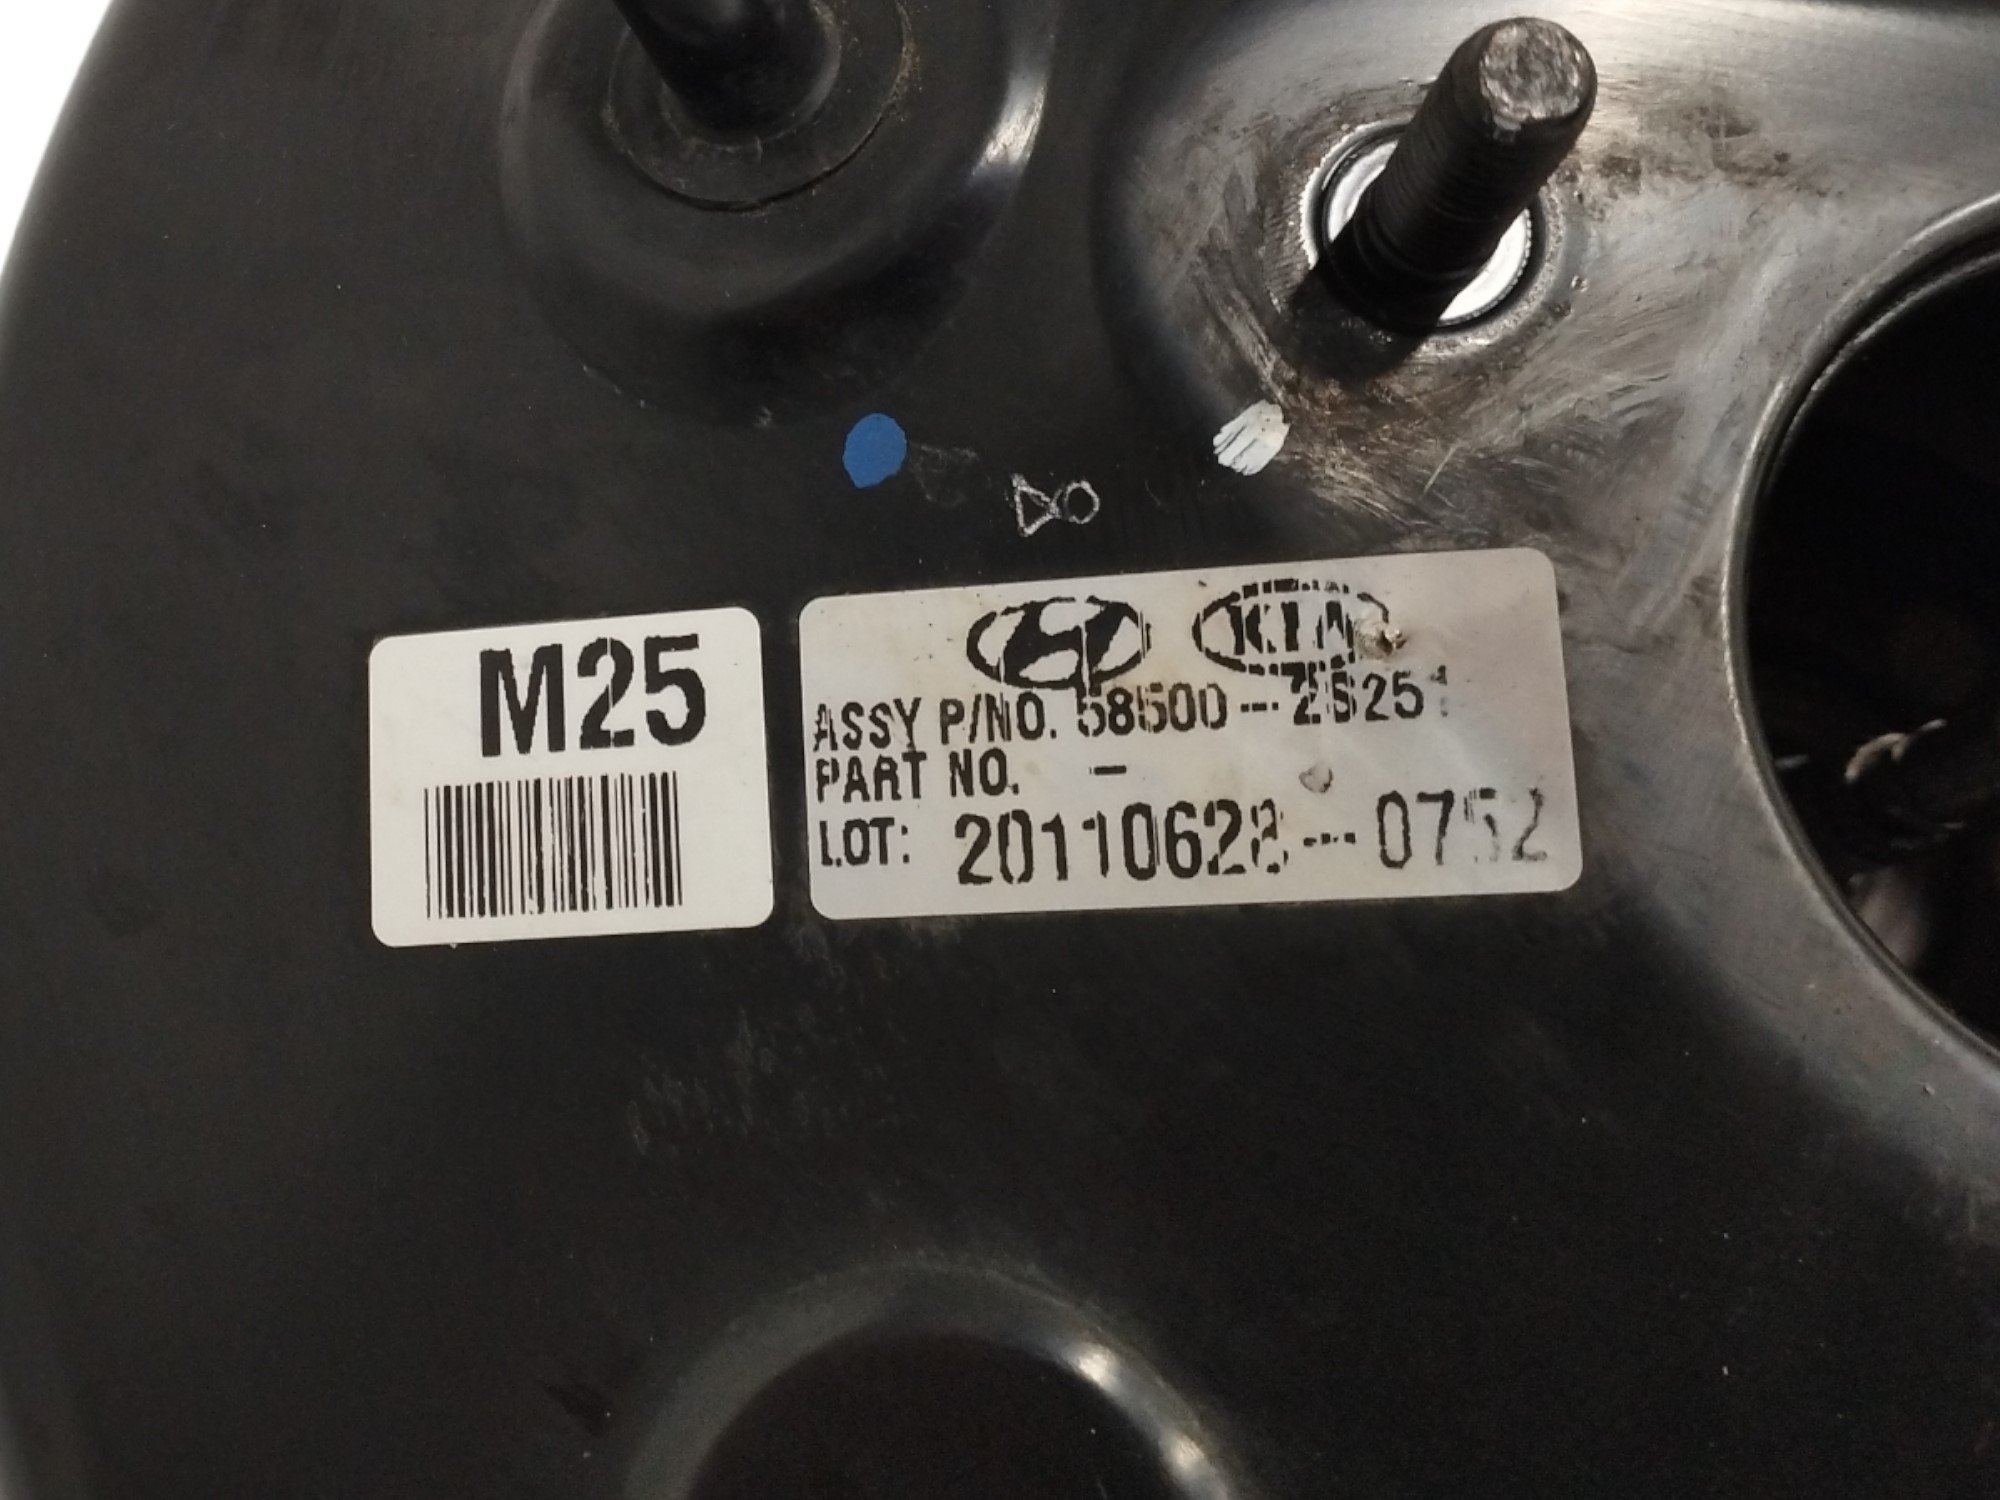 M25
KIA
ASSY P/NO. 58500-2S251
PART NO. -
LOT: 20110628-0752